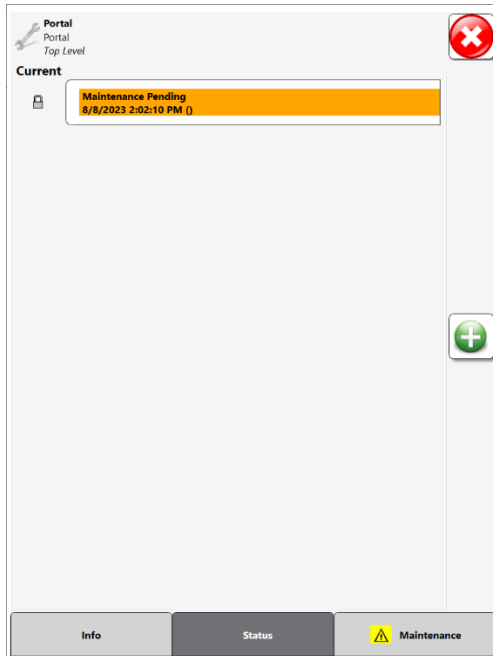 Portal
Portal
Top Level
Current
Maintenance Pending
8/8/2023 2:02:10 PM ()
Info
Status
Maintenance